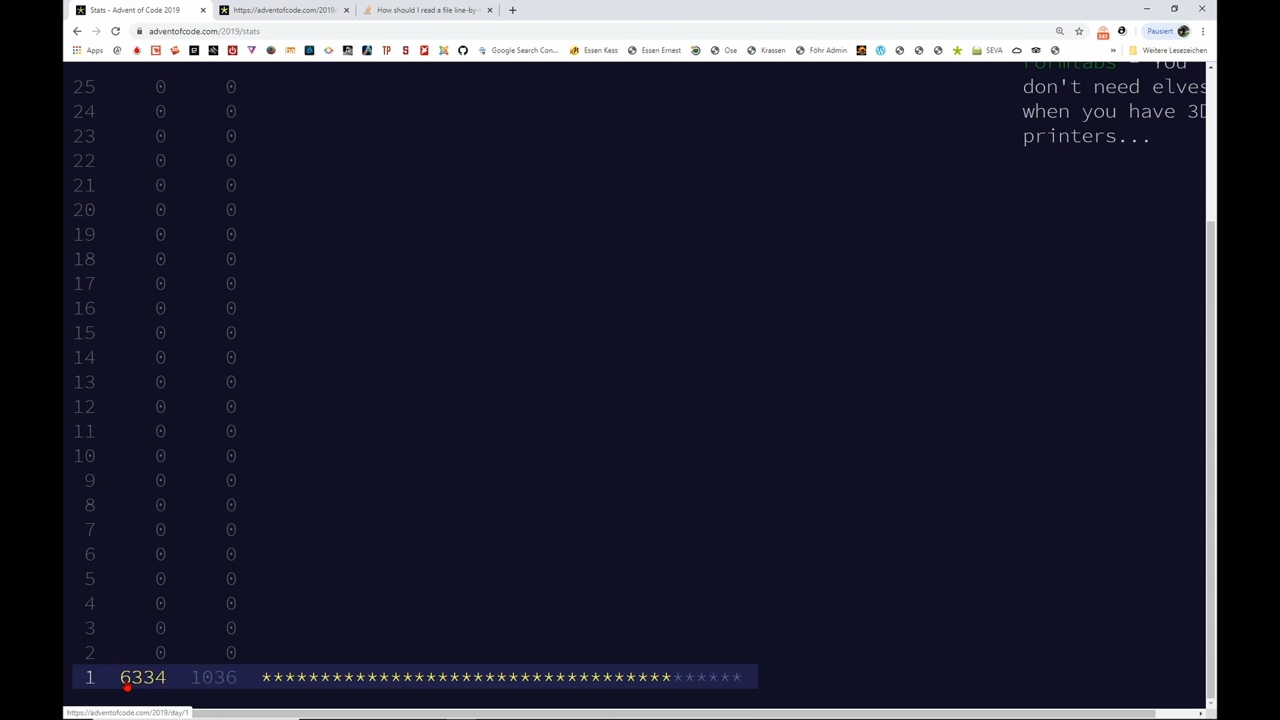 Stats - Advent of Code 2019
https://adventofcode.com/2019/
How should I read a file line-by-
adventofcode.com/2019/stats
Pausiert
Apps
Google Search Con...
Essen Kess
Essen Ernest
Ose
Krassen
Föhr Admin
SEVA
Weitere Lesezeichen
Formlabs - You
don't need elves
when you have 3D
printers...
25 0 0
24 0 0
23 0 0
22 0 0
21 0 0
20 0 0
19 0 0
18 0 0
17 0 0
16 0 0
15 0 0
14 0 0
13 0 0
12 0 0
11 0 0
10 0 0
9 0 0
8 0 0
7 0 0
6 0 0
5 0 0
4 0 0
3 0 0
2 0 0
1 6334 1036 *****************************************
https://adventofcode.com/2019/day/1